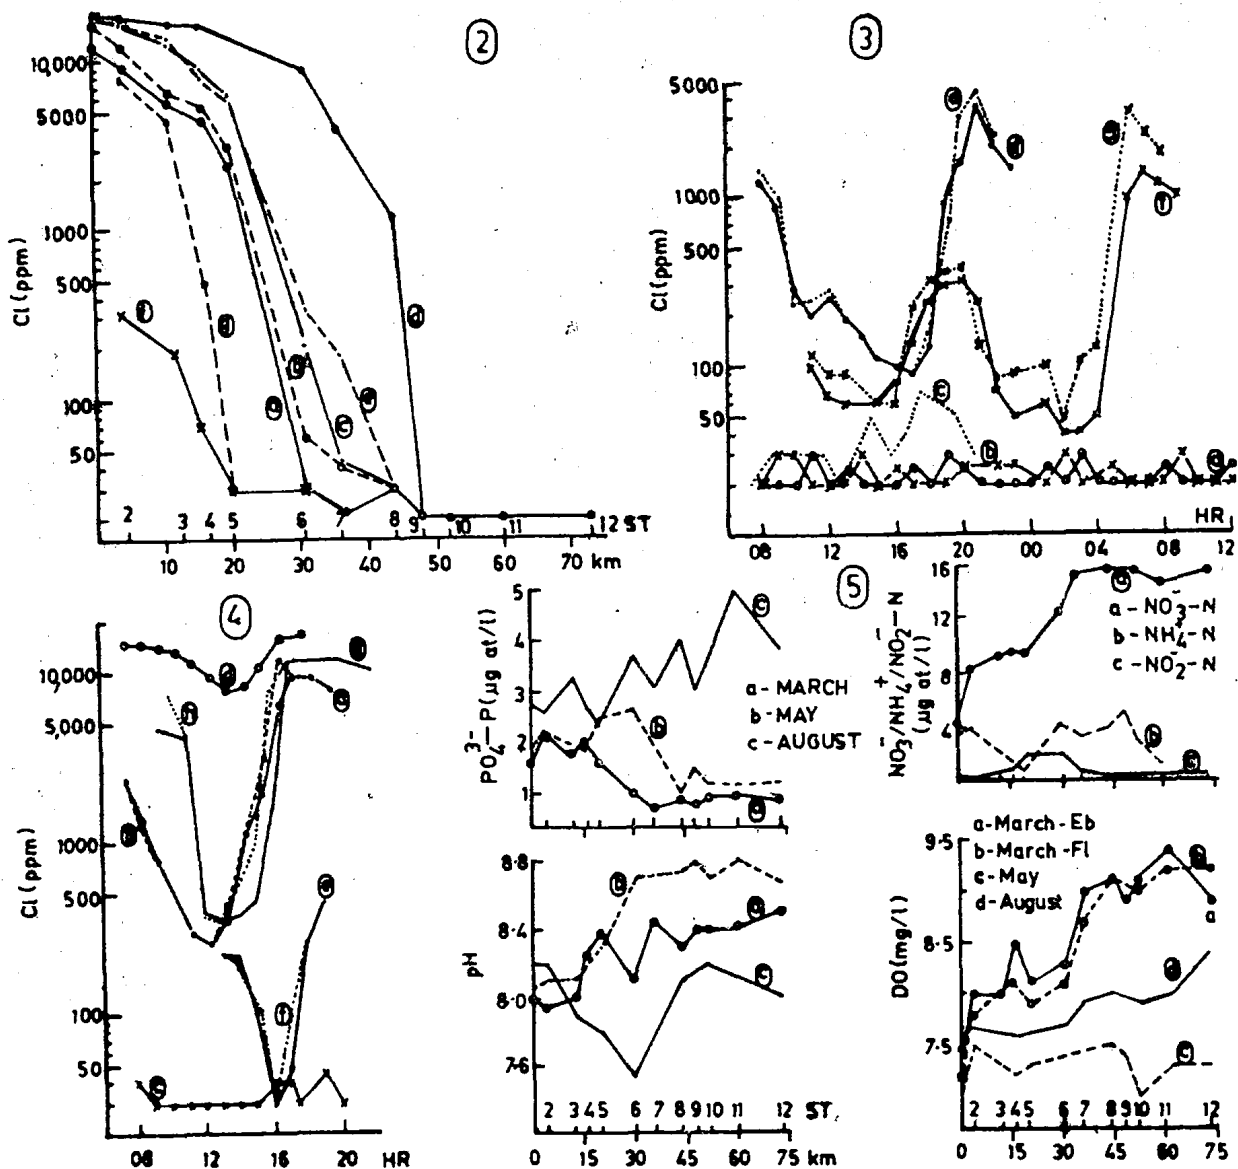 2
10,000
5000
1000
500
100
50
Cl (ppm)
2 3 4 5 6 7 8 9 10 11 12 ST
10 20 30 40 50 60 70 km
3
5000
1000
500
100
50
Cl (ppm)
HR
08 12 16 20 00 04 08 12
4
10,000
5,000
1000
500
100
50
Cl (ppm)
08 12 16 20 HR
5
5
4
3
2
1
PO₄³⁻–P (µg at/l)
a - MARCH
b - MAY
c - AUGUST
16
12
8
4
NO₃⁻/NH₄⁺/NO₂⁻–N
(µg at/l)
a - NO₃⁻–N
b - NH₄⁺–N
c - NO₂⁻–N
8.8
8.4
8.0
7.6
pH
2 3 4 5 6 7 8 9 10 11 12 ST
0 15 30 45 60 75 km
a-March-Eb
b-March-Fl
c-May
d-August
9.5
8.5
7.5
DO (mg/l)
a
2 3 4 5 6 7 8 9 10 11 12
0 15 30 45 60 75